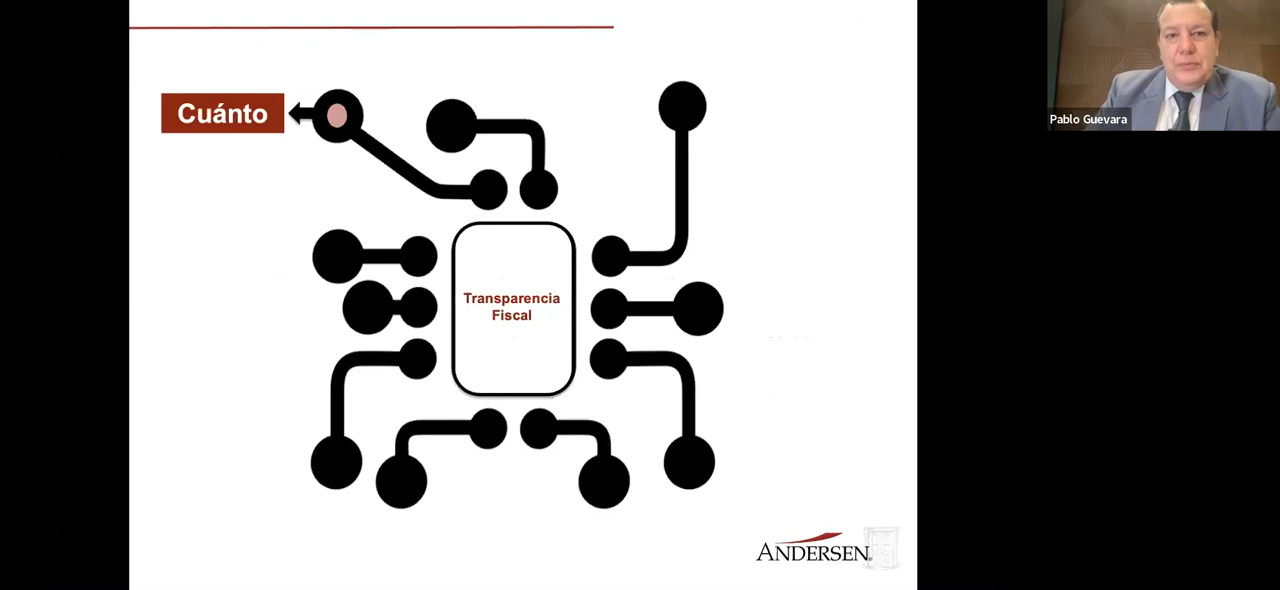 Cuánto
Pablo Guevara
Transparencia
Fiscal
ANDERSEN